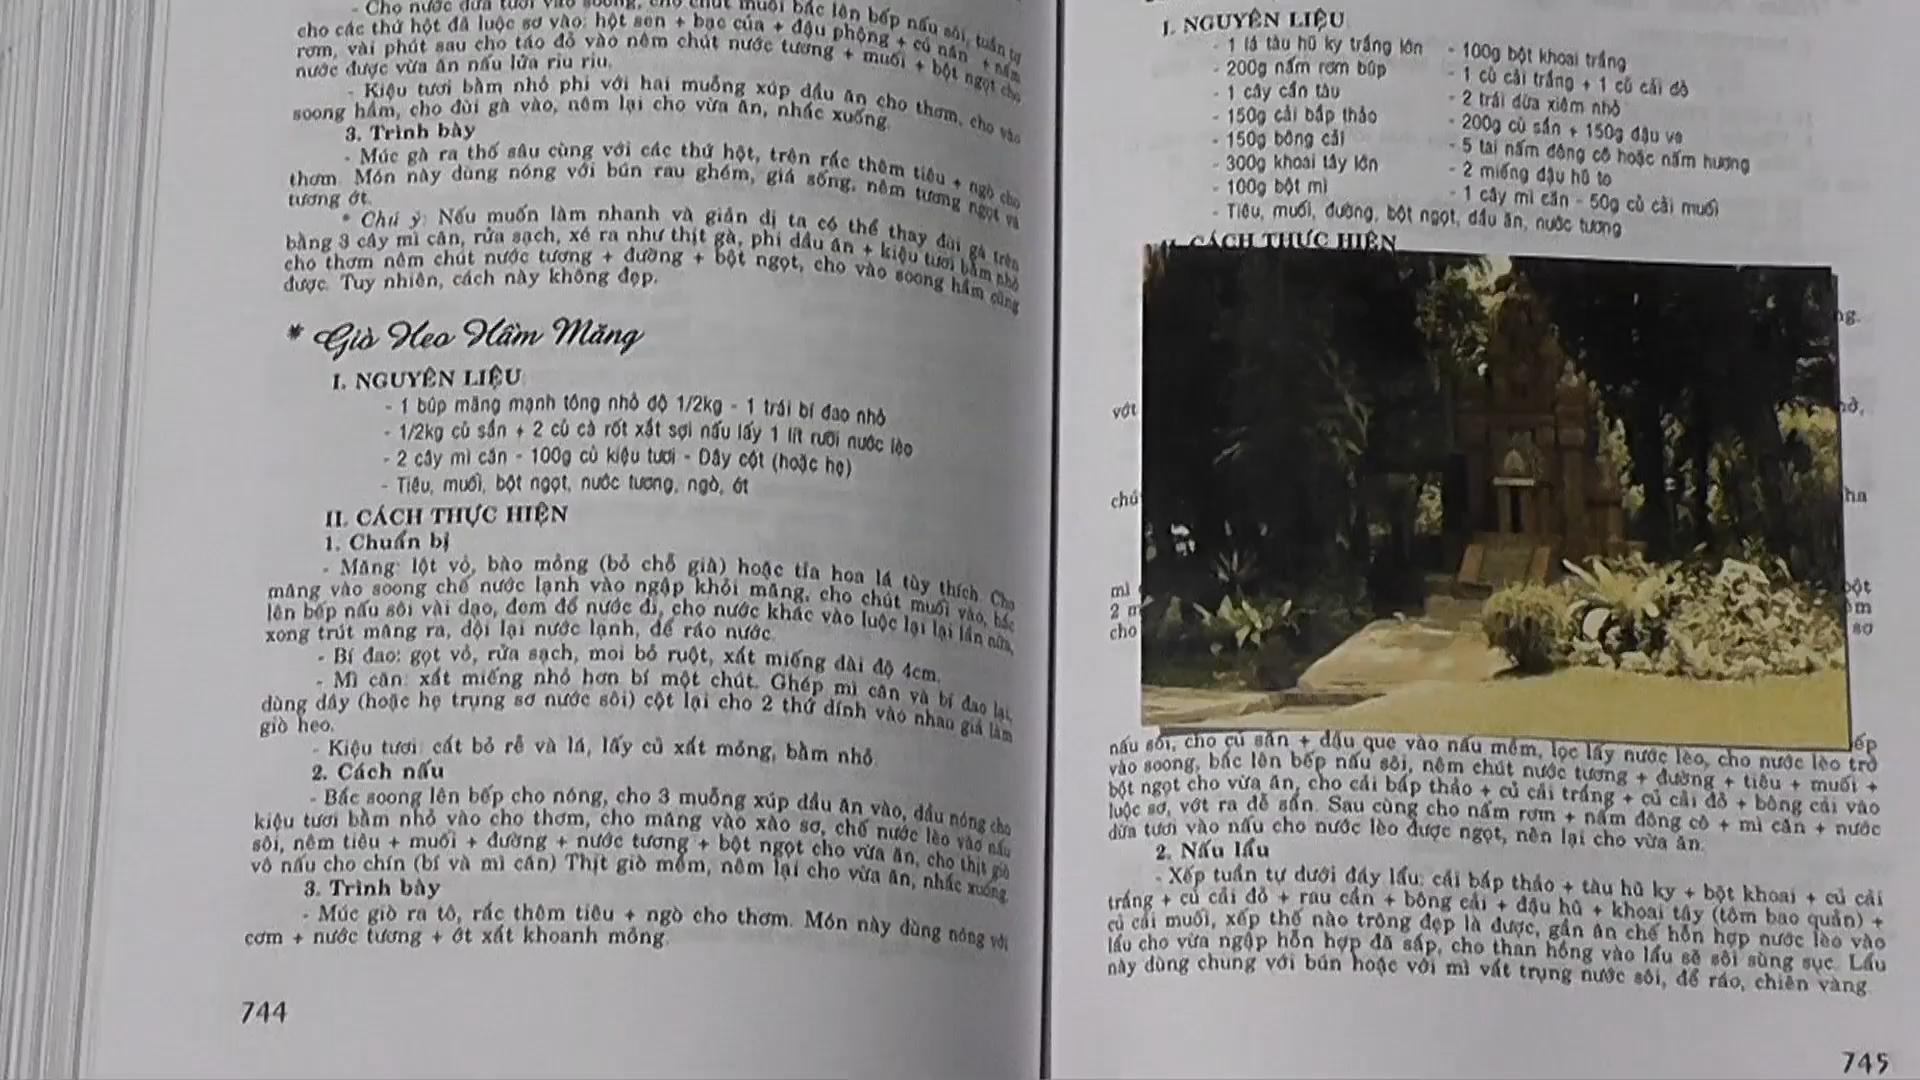 - Cho nước dừa tươi vào soong, cho chút muối bắc lên bếp nấu sôi, tuần tự
cho các thứ hột đã luộc sơ vào: hột sen + bạc của + đậu phộng + củ năn + nấm
rơm, vài phút sau cho táo đỏ vào nêm chút nước tương + muối + bột ngọt cho
nước được vừa ăn nấu lửa riu riu.
- Kiệu tươi bằm nhỏ phi với hai muỗng xúp dầu ăn cho thơm, cho vào
soong hầm, cho đùi gà vào, nêm lại cho vừa ăn, nhấc xuống.
3. Trình bày
- Múc gà ra thố sâu cùng với các thứ hột, trên rắc thêm tiêu + ngò cho
thơm. Món này dùng nóng với bún rau ghém, giá sống, nêm tương ngọt và
tương ớt.
* Chú ý: Nếu muốn làm nhanh và giản dị ta có thể thay đùi gà trên
bằng 3 cây mì căn, rửa sạch, xé ra như thịt gà, phi dầu ăn + kiệu tươi bằm nhỏ
cho thơm nêm chút nước tương + đường + bột ngọt, cho vào soong hầm cũng
được. Tuy nhiên, cách này không đẹp.
* Giò Heo Hầm Măng
I. NGUYÊN LIỆU
- 1 búp măng mạnh tông nhỏ độ 1/2kg - 1 trái bí đao nhỏ
- 1/2kg củ sắn + 2 củ cà rốt xắt sợi nấu lấy 1 lít rưỡi nước lèo
- 2 cây mì căn - 100g củ kiệu tươi - Dây cột (hoặc hẹ)
- Tiêu, muối, bột ngọt, nước tương, ngò, ớt
II. CÁCH THỰC HIỆN
1. Chuẩn bị
- Măng: lột vỏ, bào mỏng (bỏ chỗ già) hoặc tỉa hoa lá tùy thích. Cho
măng vào soong chế nước lạnh vào ngập khỏi măng, cho chút muối vào, bắc
lên bếp nấu sôi vài dạo, đem đổ nước đi, cho nước khác vào luộc lại lại lần nữa,
xong trút măng ra, dội lại nước lạnh, để ráo nước.
- Bí đao: gọt vỏ, rửa sạch, moi bỏ ruột, xắt miếng dài độ 4cm.
- Mì căn: xắt miếng nhỏ hơn bí một chút. Ghép mì căn và bí đao lại,
dùng dây (hoặc hẹ trụng sơ nước sôi) cột lại cho 2 thứ dính vào nhau giả làm
giò heo.
- Kiệu tươi: cắt bỏ rễ và lá, lấy củ xắt mỏng, bằm nhỏ.
2. Cách nấu
- Bắc soong lên bếp cho nóng, cho 3 muỗng xúp dầu ăn vào, dầu nóng cho
kiệu tươi bằm nhỏ vào cho thơm, cho măng vào xào sơ, chế nước lèo vào nấu
sôi, nêm tiêu + muối + đường + nước tương + bột ngọt cho vừa ăn, cho thịt giò
vô nấu cho chín (bí và mì căn) Thịt giò mềm, nêm lại cho vừa ăn, nhấc xuống.
3. Trình bày
- Múc giò ra tô, rắc thêm tiêu + ngò cho thơm. Món này dùng nóng với
cơm + nước tương + ớt xắt khoanh mỏng.
744
I. NGUYÊN LIỆU
- 1 lá tàu hũ ky trắng lớn - 100g bột khoai trắng
- 200g nấm rơm búp - 1 củ cải trắng + 1 củ cải đỏ
- 1 cây cần tàu - 2 trái dừa xiêm nhỏ
- 150g cải bắp thảo - 200g củ sắn + 150g đậu ve
- 150g bông cải - 5 tai nấm đông cô hoặc nấm hương
- 300g khoai tây lớn - 2 miếng đậu hũ to
- 100g bột mì - 1 cây mì căn - 50g củ cải muối
- Tiêu, muối, đường, bột ngọt, dầu ăn, nước tương
II. CÁCH THỰC HIỆN
vớt
mì
2
cho sơ
nấu sôi, cho củ sắn + đậu que vào nấu mềm, lọc lấy nước lèo, cho nước lèo trở
vào soong, bắc lên bếp nấu sôi, nêm chút nước tương + đường + tiêu + muối +
bột ngọt cho vừa ăn, cho cải bắp thảo + củ cải trắng + củ cải đỏ + bông cải vào
luộc sơ, vớt ra để sẵn. Sau cùng cho nấm rơm + nấm đông cô + mì căn + nước
dừa tươi vào nấu cho nước lèo được ngọt, nên lại cho vừa ăn.
2. Nấu lẩu
- Xếp tuần tự dưới đáy lẩu: cải bắp thảo + tàu hũ ky + bột khoai + củ cải
trắng + củ cải đỏ + rau cần + bông cải + đậu hũ + khoai tây (tôm bao quần) +
củ cải muối, xếp thế nào trông đẹp là được, gần ăn chế hỗn hợp nước lèo vào
lẩu cho vừa ngập hỗn hợp đã sắp, cho than hồng vào lẩu sẽ sôi sùng sục. Lẩu
này dùng chung với bún hoặc với mì vắt trụng nước sôi, để ráo, chiên vàng.
745